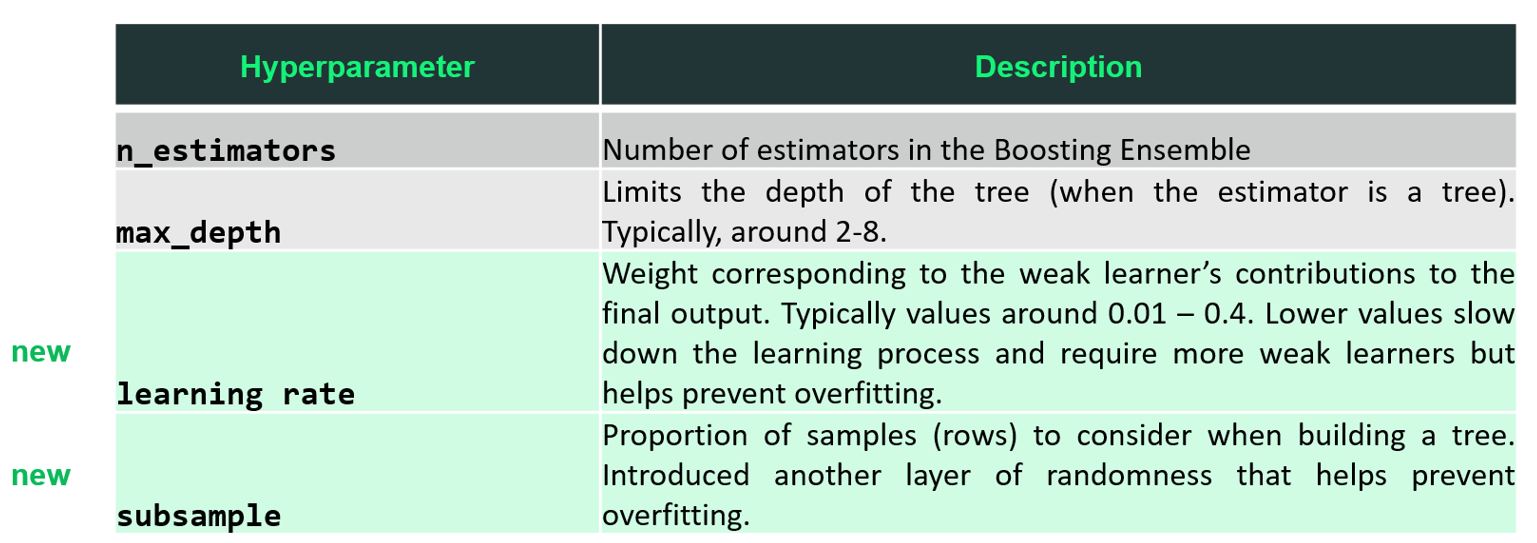 Hyperparameter Description
n_estimators Number of estimators in the Boosting Ensemble
Limits the depth of the tree (when the estimator is a tree).
max_depth Typically, around 2-8.
Weight corresponding to the weak learner’s contributions to the
final output. Typically values around 0.01 – 0.4. Lower values slow
new down the learning process and require more weak learners but
learning rate helps prevent overfitting.
Proportion of samples (rows) to consider when building a tree.
new Introduced another layer of randomness that helps prevent
subsample overfitting.